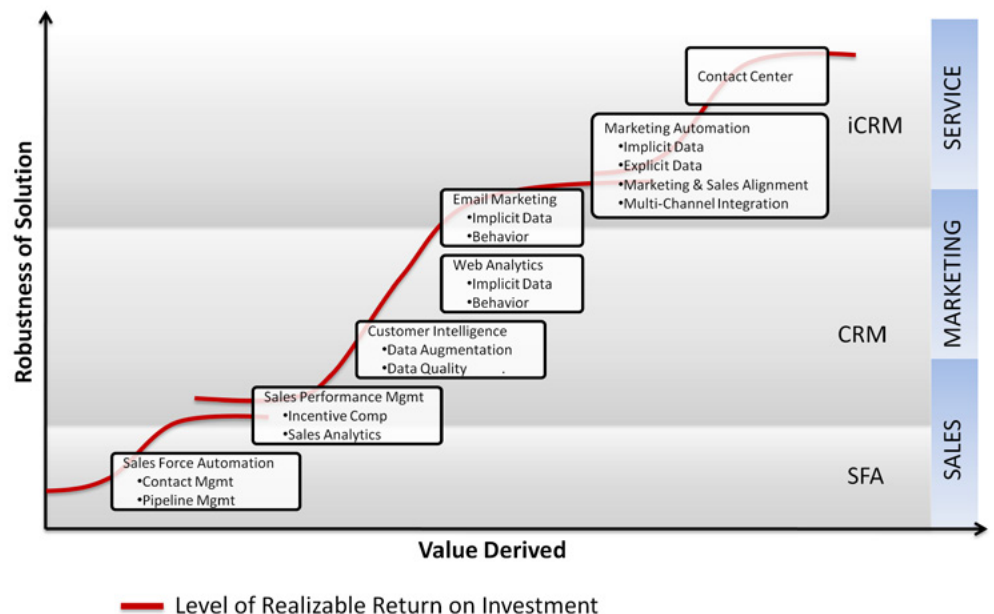 Robustness of Solution
Contact Center
iCRM
SERVICE
Marketing Automation
•Implicit Data
•Explicit Data
•Marketing & Sales Alignment
•Multi-Channel Integration
Email Marketing
•Implicit Data
•Behavior
MARKETING
Web Analytics
•Implicit Data
•Behavior
Customer Intelligence
•Data Augmentation
•Data Quality .
CRM
Sales Performance Mgmt
•Incentive Comp
•Sales Analytics
SALES
Sales Force Automation
•Contact Mgmt
•Pipeline Mgmt
SFA
Value Derived
Level of Realizable Return on Investment